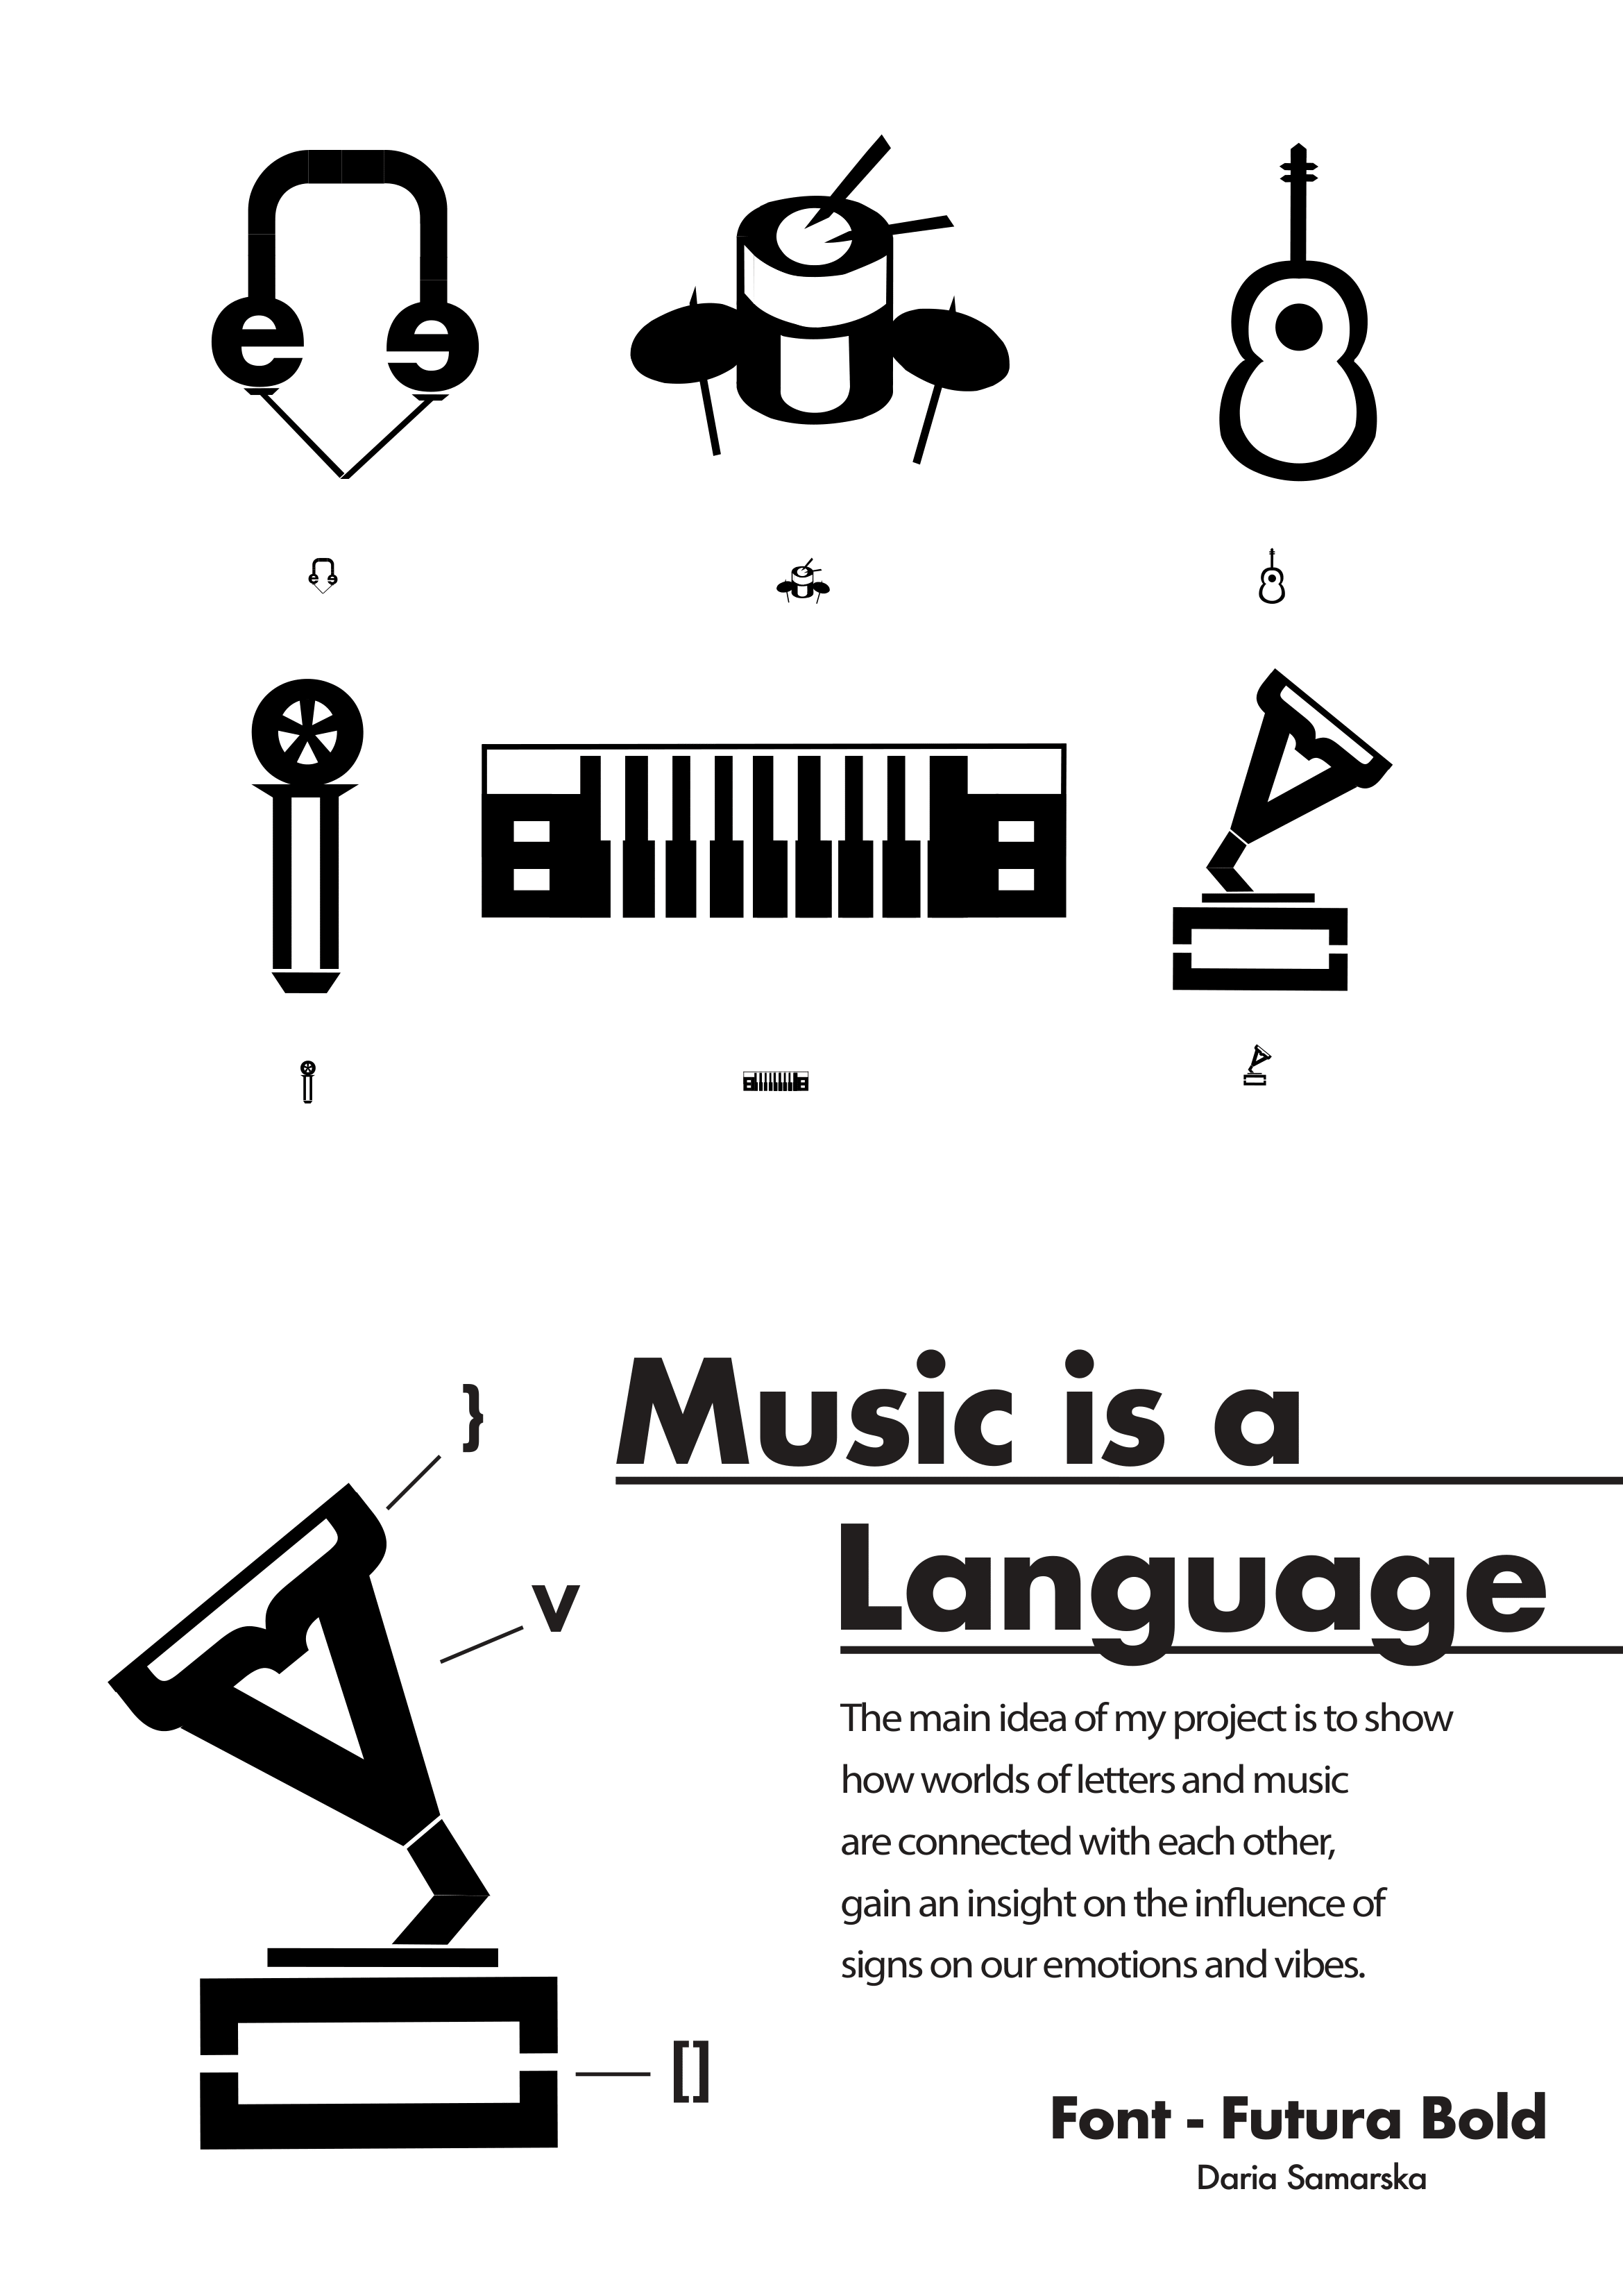 e e
}
Music is a
v
Language
The main idea of my project is to show
how worlds of letters and music
are connected with each other,
gain an insight on the influence of
signs on our emotions and vibes.
[]
Font - Futura Bold
Daria Samarska